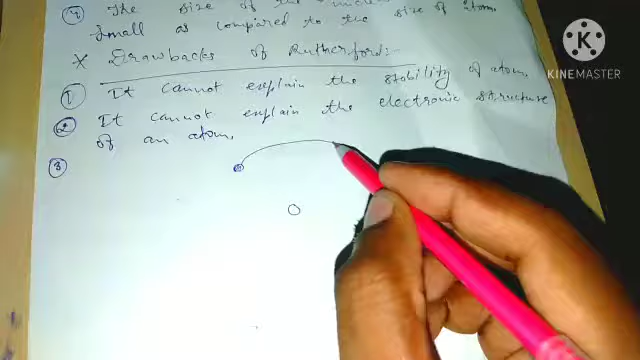 ④ The size of the
small as compared to the size of atom.
× Drawbacks of Rutherford:-
① It cannot explain the stability of atom.
② It cannot explain the electronic structure
of an atom.
③
KINEMASTER